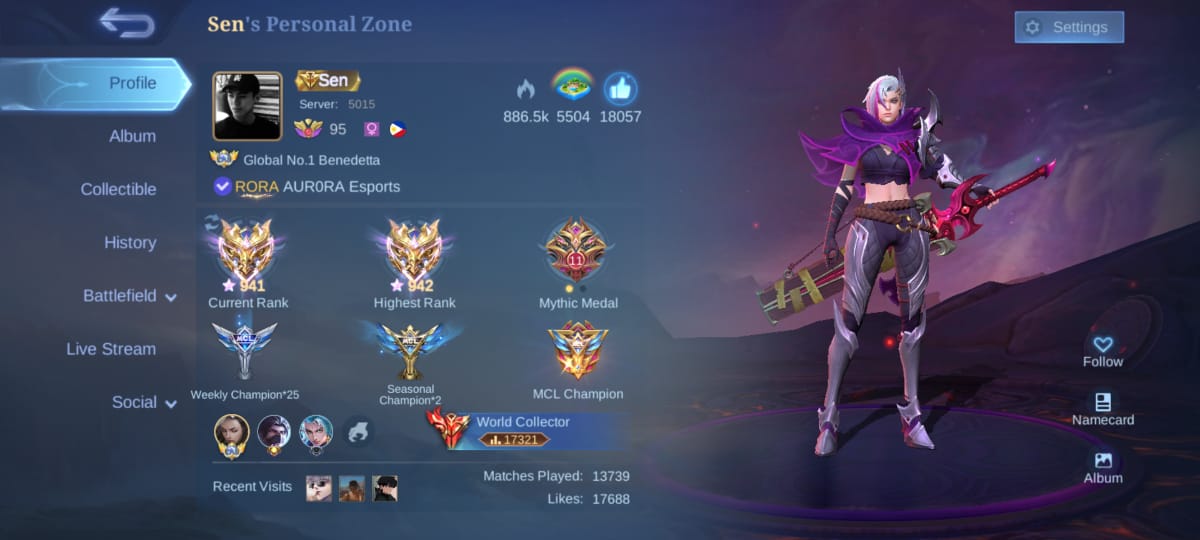 Sen's Personal Zone
Settings
Profile
Album
Collectible
History
Battlefield
Live Stream
Social
Sen
Server: 5015
95
886.5k 5504 18057
Global No.1 Benedetta
RORA AUR0RA Esports
941
Current Rank
942
Highest Rank
11
Mythic Medal
MCL
Weekly Champion*25
MCL
Seasonal
Champion*2
MCL Champion
World Collector
17321
Recent Visits
Matches Played: 13739
Likes: 17688
Follow
Namecard
Album